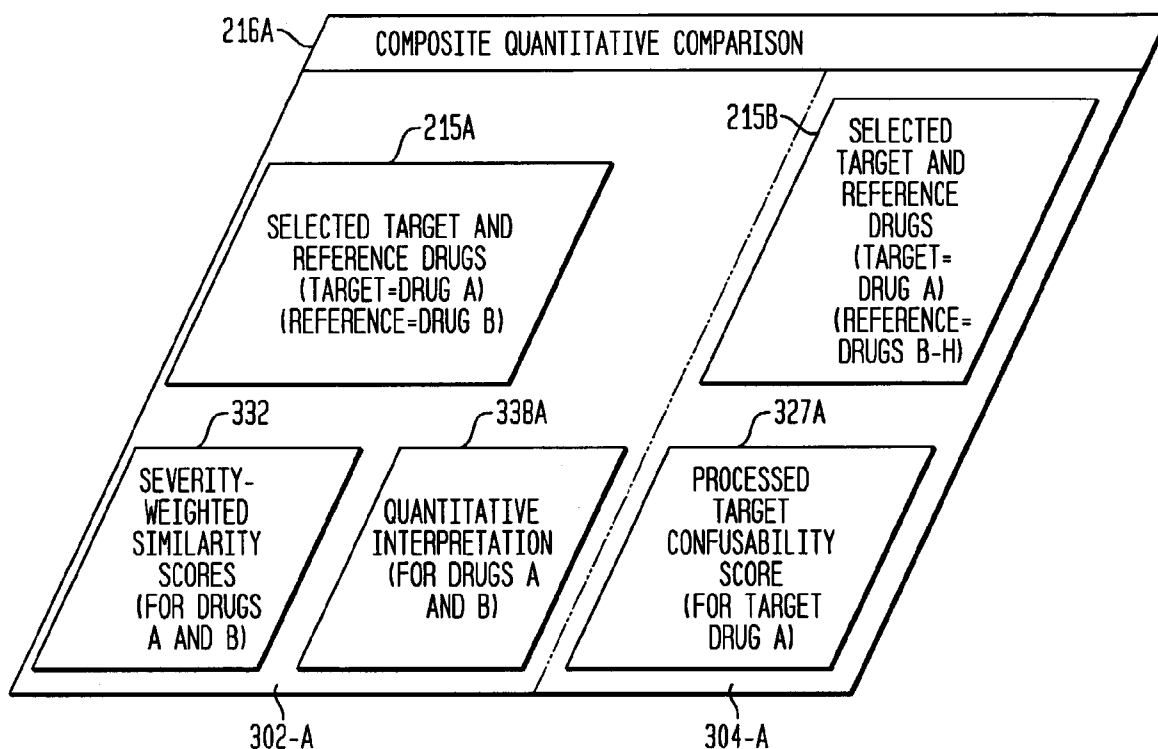 216A
COMPOSITE QUANTITATIVE COMPARISON
215A
SELECTED TARGET AND
REFERENCE DRUGS
(TARGET=DRUG A)
(REFERENCE=DRUG B)
215B
SELECTED
TARGET AND
REFERENCE
DRUGS
(TARGET=
DRUG A)
(REFERENCE=
DRUGS B-H)
332
SEVERITY-
WEIGHTED
SIMILARITY
SCORES
(FOR DRUGS
A AND B)
338A
QUANTITATIVE
INTERPRETATION
(FOR DRUGS A
AND B)
327A
PROCESSED
TARGET
CONFUSABILITY
SCORE
(FOR TARGET
DRUG A)
302-A
304-A